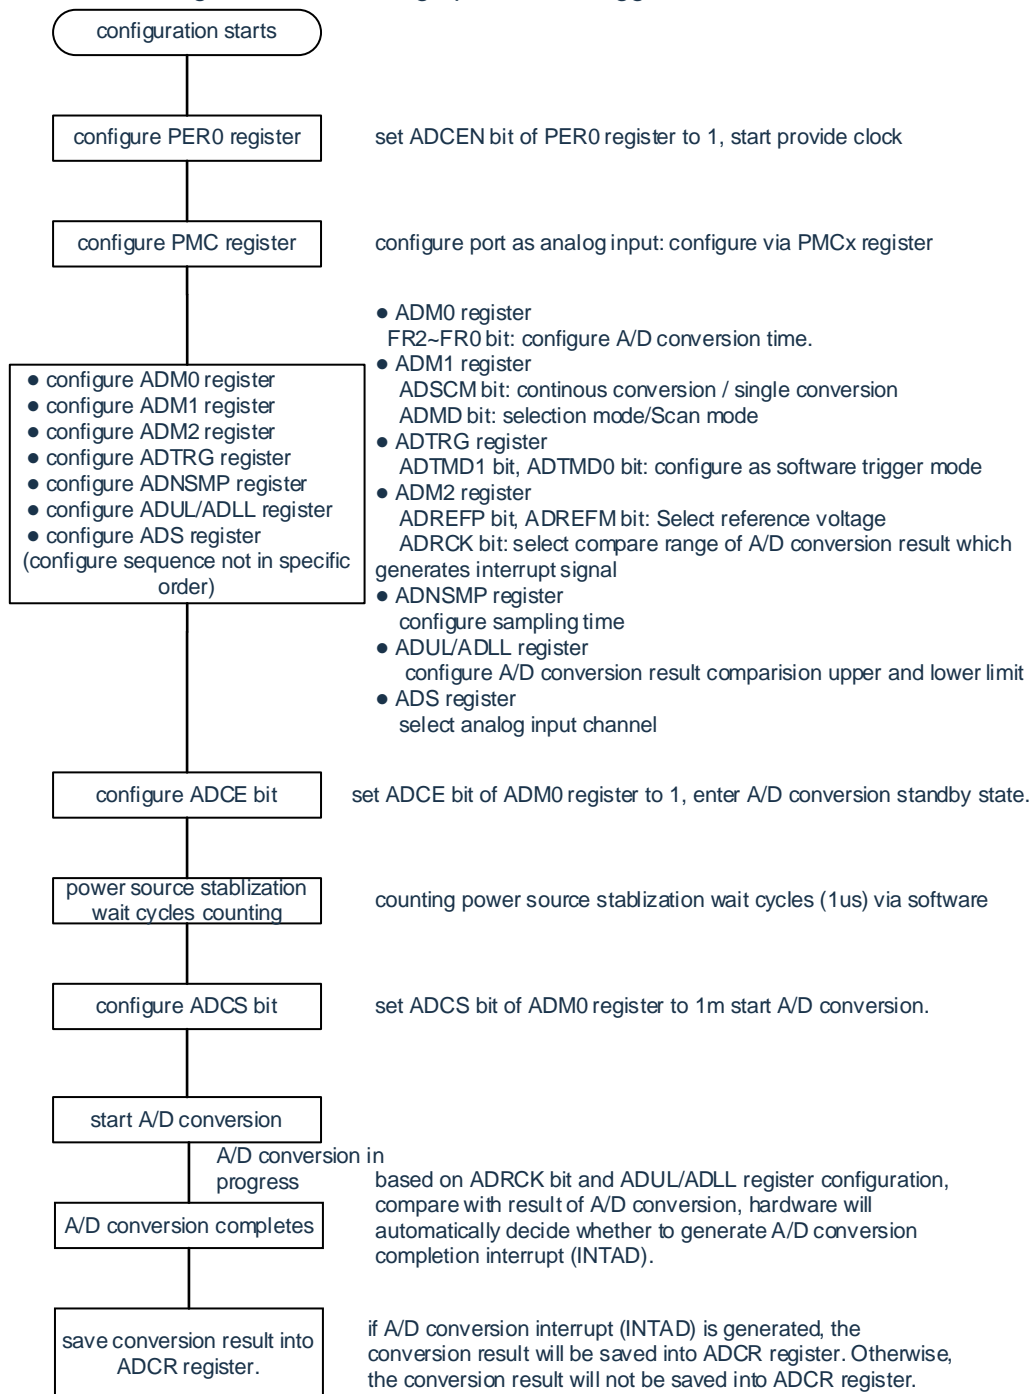 configuration starts
configure PER0 register
set ADCEN bit of PER0 register to 1, start provide clock
configure PMC register
configure port as analog input: configure via PMCx register
● configure ADM0 register
● configure ADM1 register
● configure ADM2 register
● configure ADTRG register
● configure ADNSMP register
● configure ADUL/ADLL register
● configure ADS register
(configure sequence not in specific
order)
● ADM0 register
FR2~FR0 bit: configure A/D conversion time.
● ADM1 register
ADSCM bit: continous conversion / single conversion
ADMD bit: selection mode/Scan mode
● ADTRG register
ADTMD1 bit, ADTMD0 bit: configure as software trigger mode
● ADM2 register
ADREFP bit, ADREFM bit: Select reference voltage
ADRCK bit: select compare range of A/D conversion result which
generates interrupt signal
● ADNSMP register
configure sampling time
● ADUL/ADLL register
configure A/D conversion result comparision upper and lower limit
● ADS register
select analog input channel
configure ADCE bit
set ADCE bit of ADM0 register to 1, enter A/D conversion standby state.
power source stablization
wait cycles counting
counting power source stablization wait cycles (1us) via software
configure ADCS bit
set ADCS bit of ADM0 register to 1m start A/D conversion.
start A/D conversion
A/D conversion in
progress
A/D conversion completes
based on ADRCK bit and ADUL/ADLL register configuration,
compare with result of A/D conversion, hardware will
automatically decide whether to generate A/D conversion
completion interrupt (INTAD).
save conversion result into
ADCR register.
if A/D conversion interrupt (INTAD) is generated, the
conversion result will be saved into ADCR register. Otherwise,
the conversion result will not be saved into ADCR register.